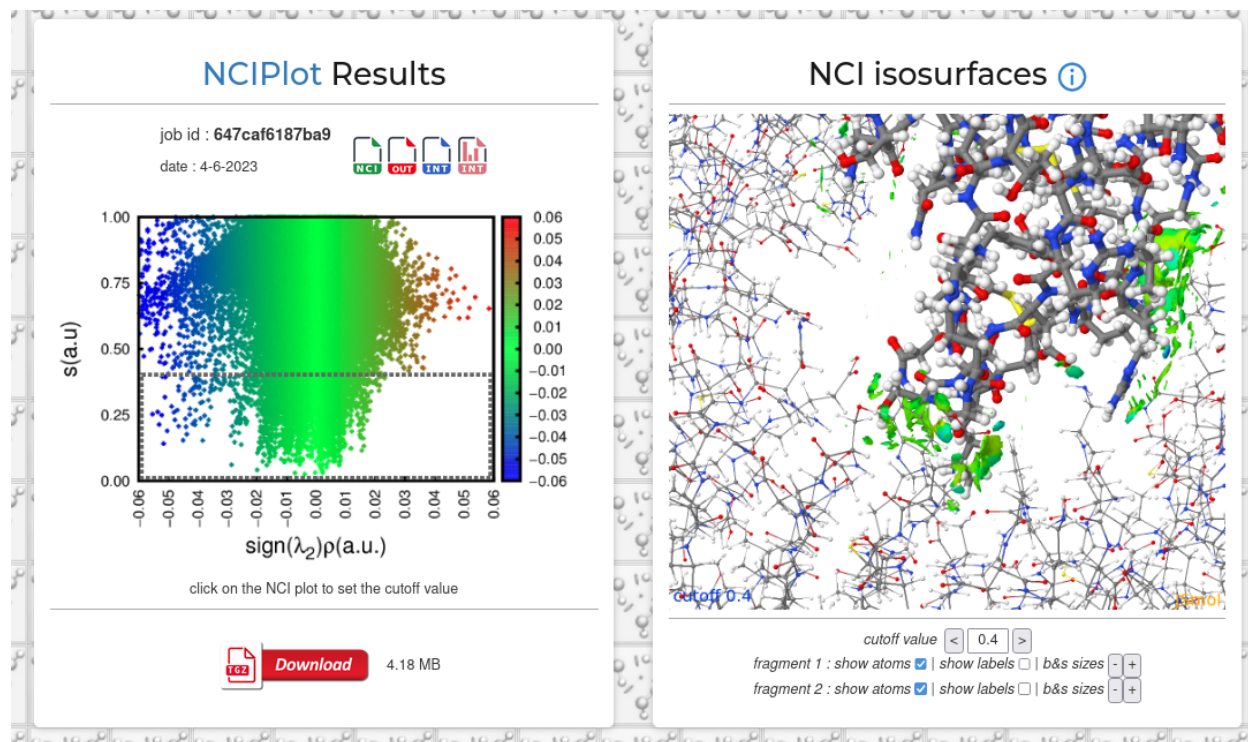 NCIPlot Results
job id : 647caf6187ba9
date : 4-6-2023
NCI OUT INT INT
1.00
0.75
0.50
0.25
0.00
s(a.u)
−0.06 −0.05 −0.04 −0.03 −0.02 −0.01 0.00 0.01 0.02 0.03 0.04 0.05 0.06
sign(λ2)ρ(a.u.)
0.06
0.05
0.04
0.03
0.02
0.01
0.00
−0.01
−0.02
−0.03
−0.04
−0.05
−0.06
click on the NCI plot to set the cutoff value
TGZ Download 4.18 MB
NCI isosurfaces i
cutoff 0.4
JSmol
cutoff value < 0.4 >
fragment 1 : show atoms | show labels | b&s sizes - +
fragment 2 : show atoms | show labels | b&s sizes - +